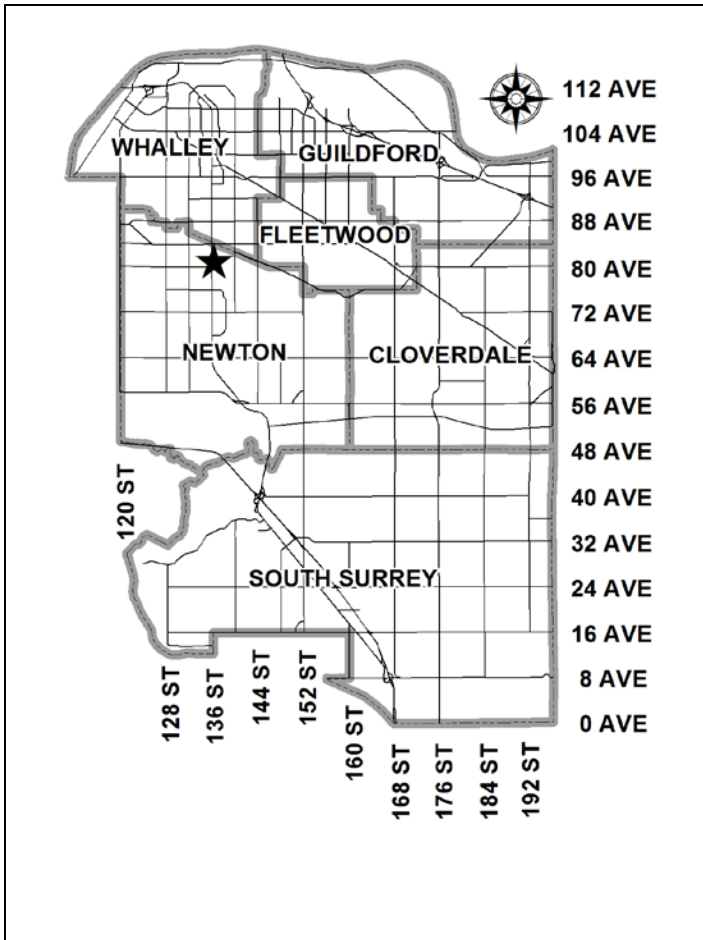 112 AVE
104 AVE
WHALLEY
GUILDFORD
96 AVE
88 AVE
FLEETWOOD
80 AVE
72 AVE
NEWTON
CLOVERDALE
64 AVE
56 AVE
48 AVE
120 ST
40 AVE
32 AVE
SOUTH SURREY
24 AVE
16 AVE
8 AVE
0 AVE
128 ST
136 ST
144 ST
152 ST
160 ST
168 ST
176 ST
184 ST
192 ST